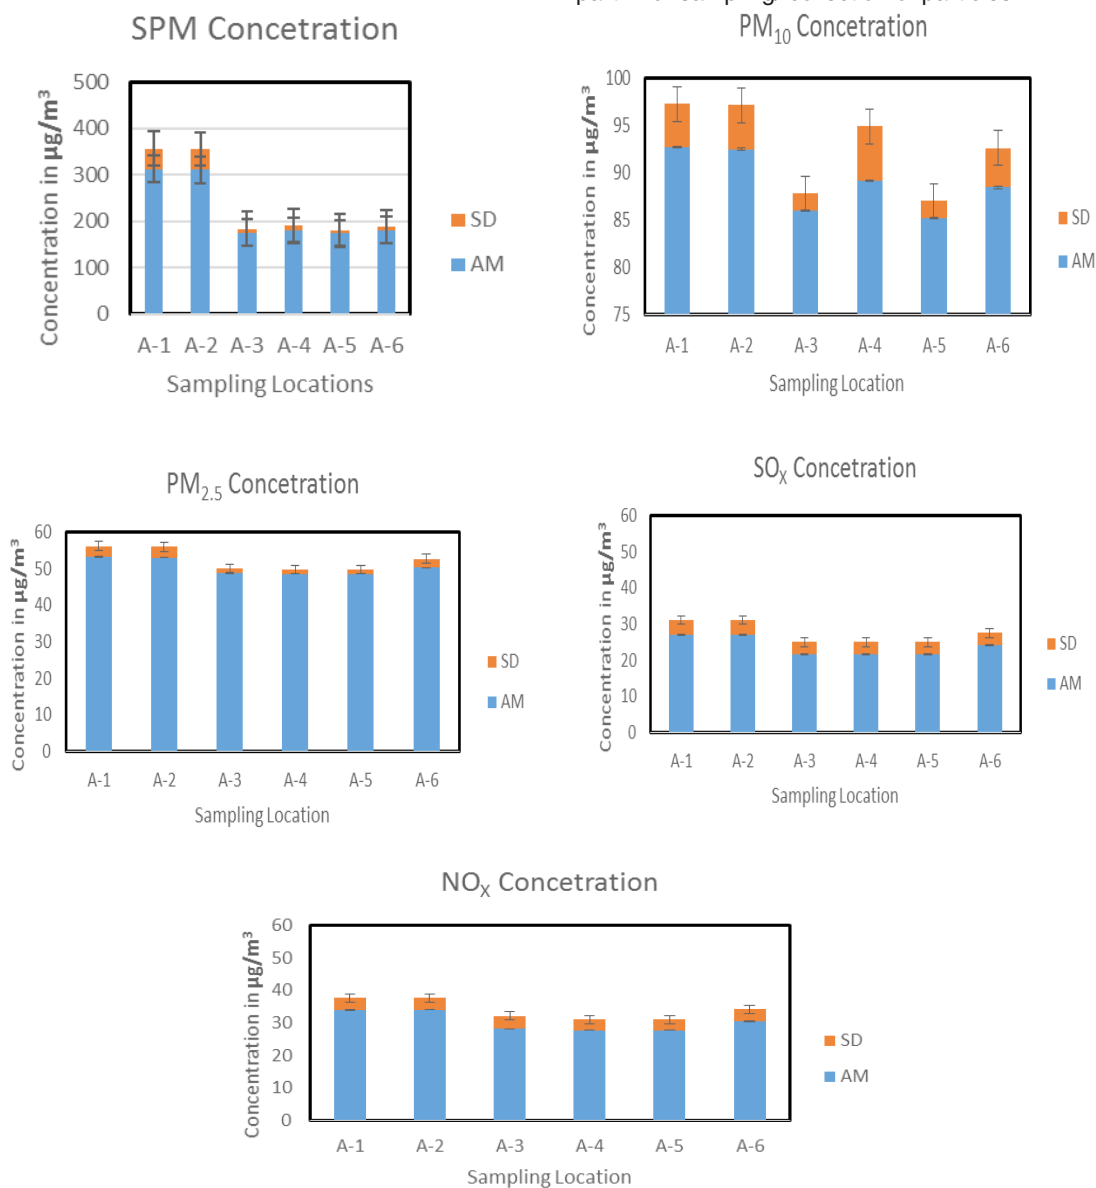 SPM Concetration
Concentration in µg/m³
500
400
300
200
100
0
A-1 A-2 A-3 A-4 A-5 A-6
Sampling Locations
SD
AM
PM10 Concetration
Concentration in µg/m³
100
95
90
85
80
75
A-1 A-2 A-3 A-4 A-5 A-6
Sampling Location
SD
AM
PM2.5 Concetration
Concentration in µg/m³
60
50
40
30
20
10
0
A-1 A-2 A-3 A-4 A-5 A-6
Sampling Location
SD
AM
SOX Concetration
Concentration in µg/m³
60
50
40
30
20
10
0
A-1 A-2 A-3 A-4 A-5 A-6
Sampling Location
SD
AM
NOX Concetration
Concentration in µg/m³
60
50
40
30
20
10
0
A-1 A-2 A-3 A-4 A-5 A-6
Sampling Location
SD
AM